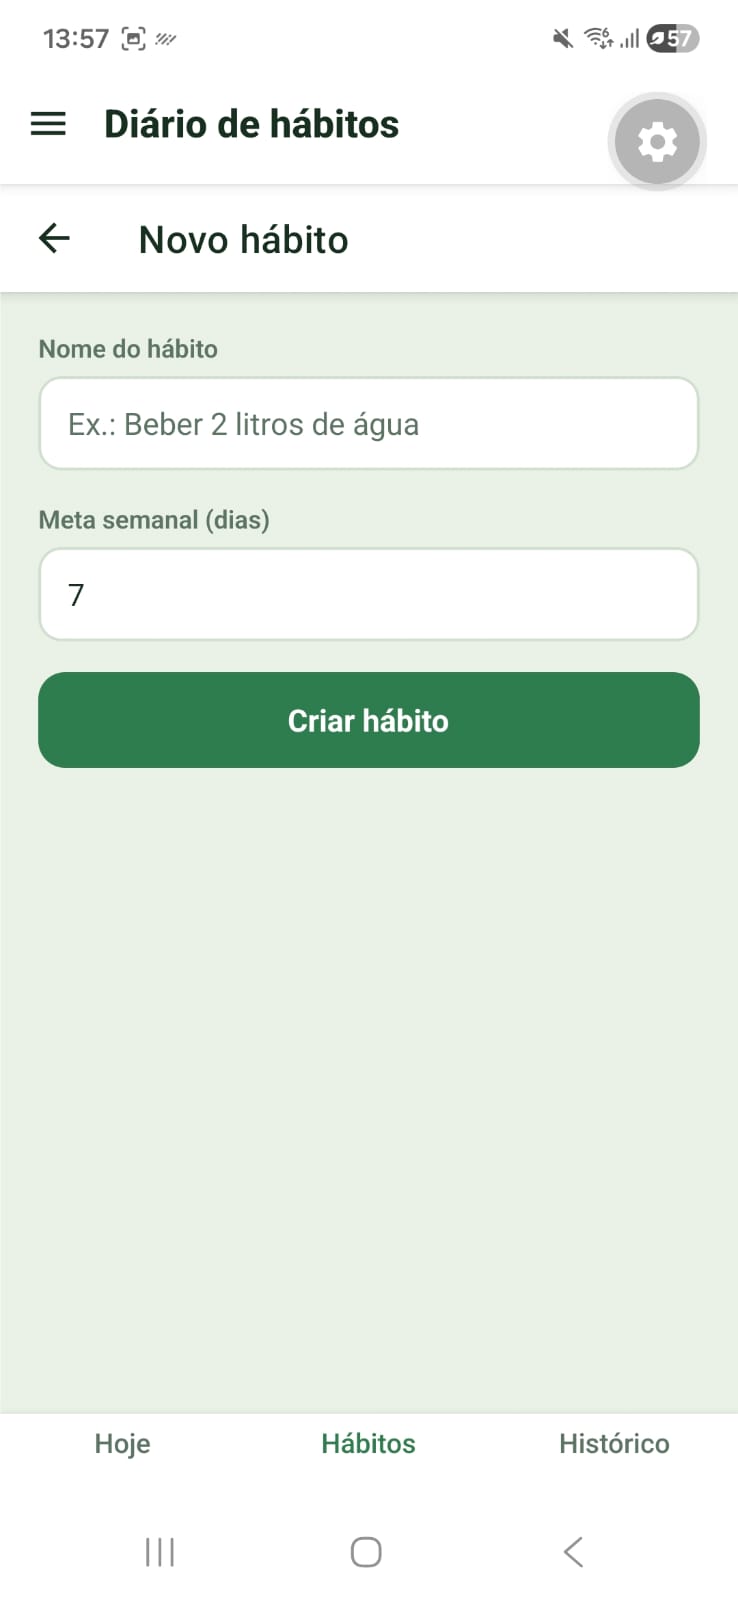 13:57
57
Diário de hábitos
Novo hábito
Nome do hábito
Ex.: Beber 2 litros de água
Meta semanal (dias)
7
Criar hábito
Hoje Hábitos Histórico